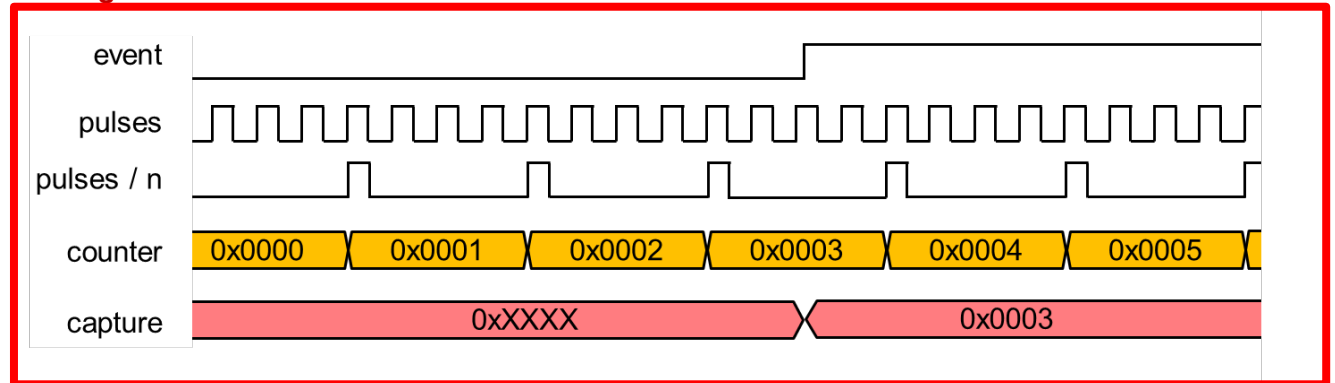 event
pulses
pulses / n
counter 0x0000 0x0001 0x0002 0x0003 0x0004 0x0005
capture 0xXXXX 0x0003